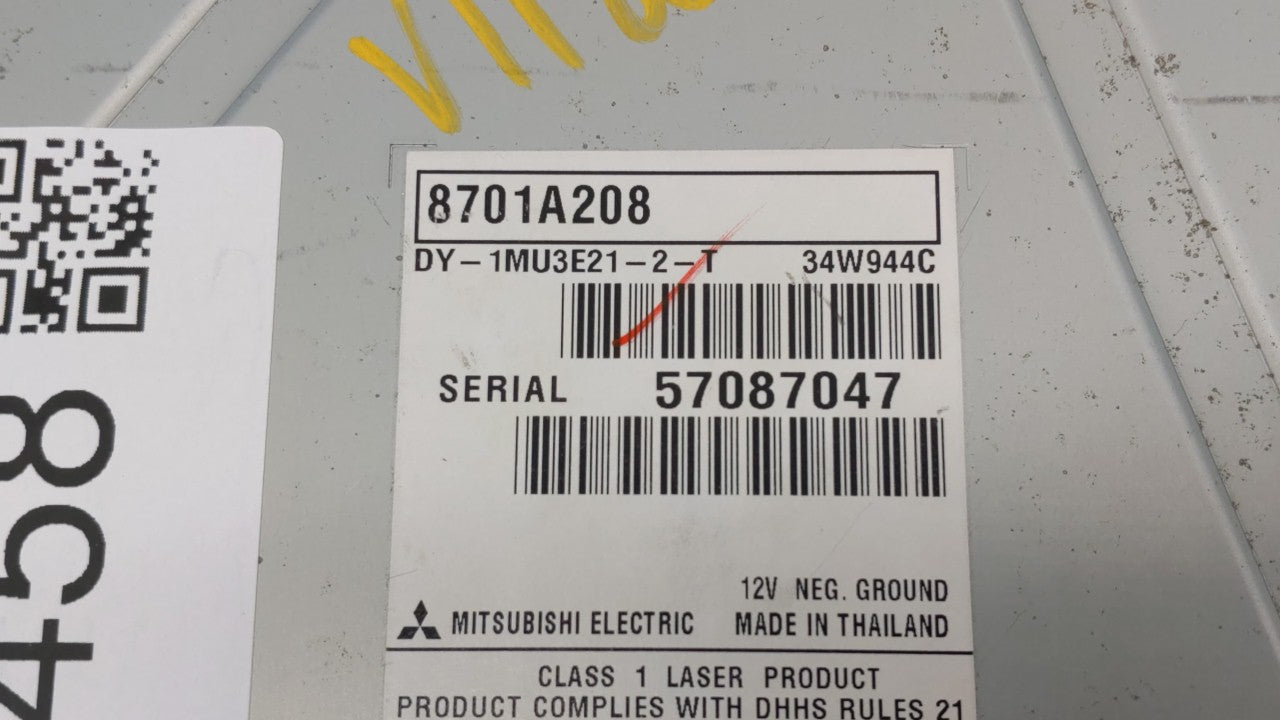 8701A208
DY-1MU3E21-2-T 34W944C
SERIAL 57087047
12V NEG. GROUND
MITSUBISHI ELECTRIC MADE IN THAILAND
CLASS 1 LASER PRODUCT
PRODUCT COMPLIES WITH DHHS RULES 21
458